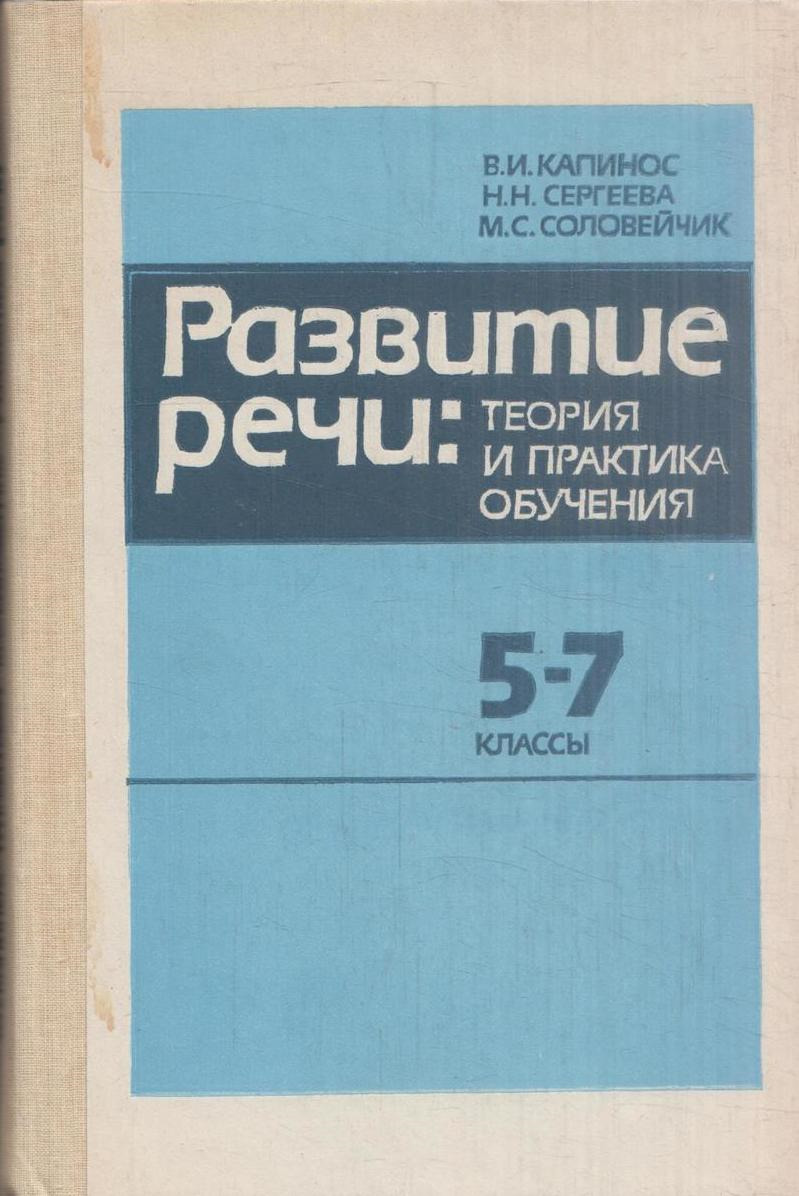 В.И. КАПИНОС
Н.Н. СЕРГЕЕВА
М.С. СОЛОВЕЙЧИК
Развитие
речи:
ТЕОРИЯ
И ПРАКТИКА
ОБУЧЕНИЯ
5-7
КЛАССЫ